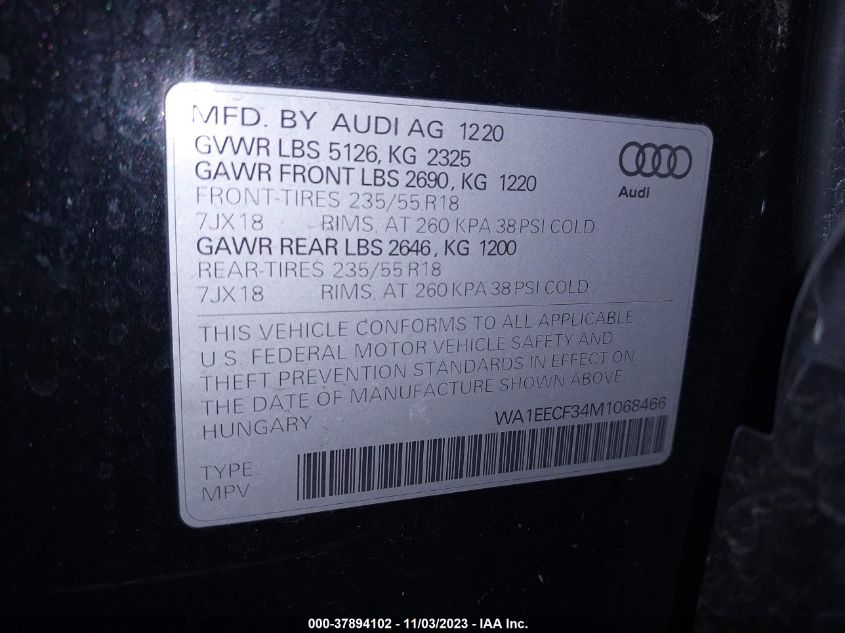 MFD. BY AUDI AG 1220
GVWR LBS 5126, KG 2325
GAWR FRONT LBS 2690, KG 1220
FRONT-TIRES 235/55 R18
7JX18 RIMS, AT 260 KPA 38 PSI COLD
GAWR REAR LBS 2646, KG 1200
REAR-TIRES 235/55 R18
7JX18 RIMS, AT 260 KPA 38 PSI COLD
Audi
THIS VEHICLE CONFORMS TO ALL APPLICABLE
U.S. FEDERAL MOTOR VEHICLE SAFETY AND
THEFT PREVENTION STANDARDS IN EFFECT ON
THE DATE OF MANUFACTURE SHOWN ABOVE
HUNGARY
WA1EECF34M1068466
TYPE
MPV
000-37894102 - 11/03/2023 - IAA Inc.